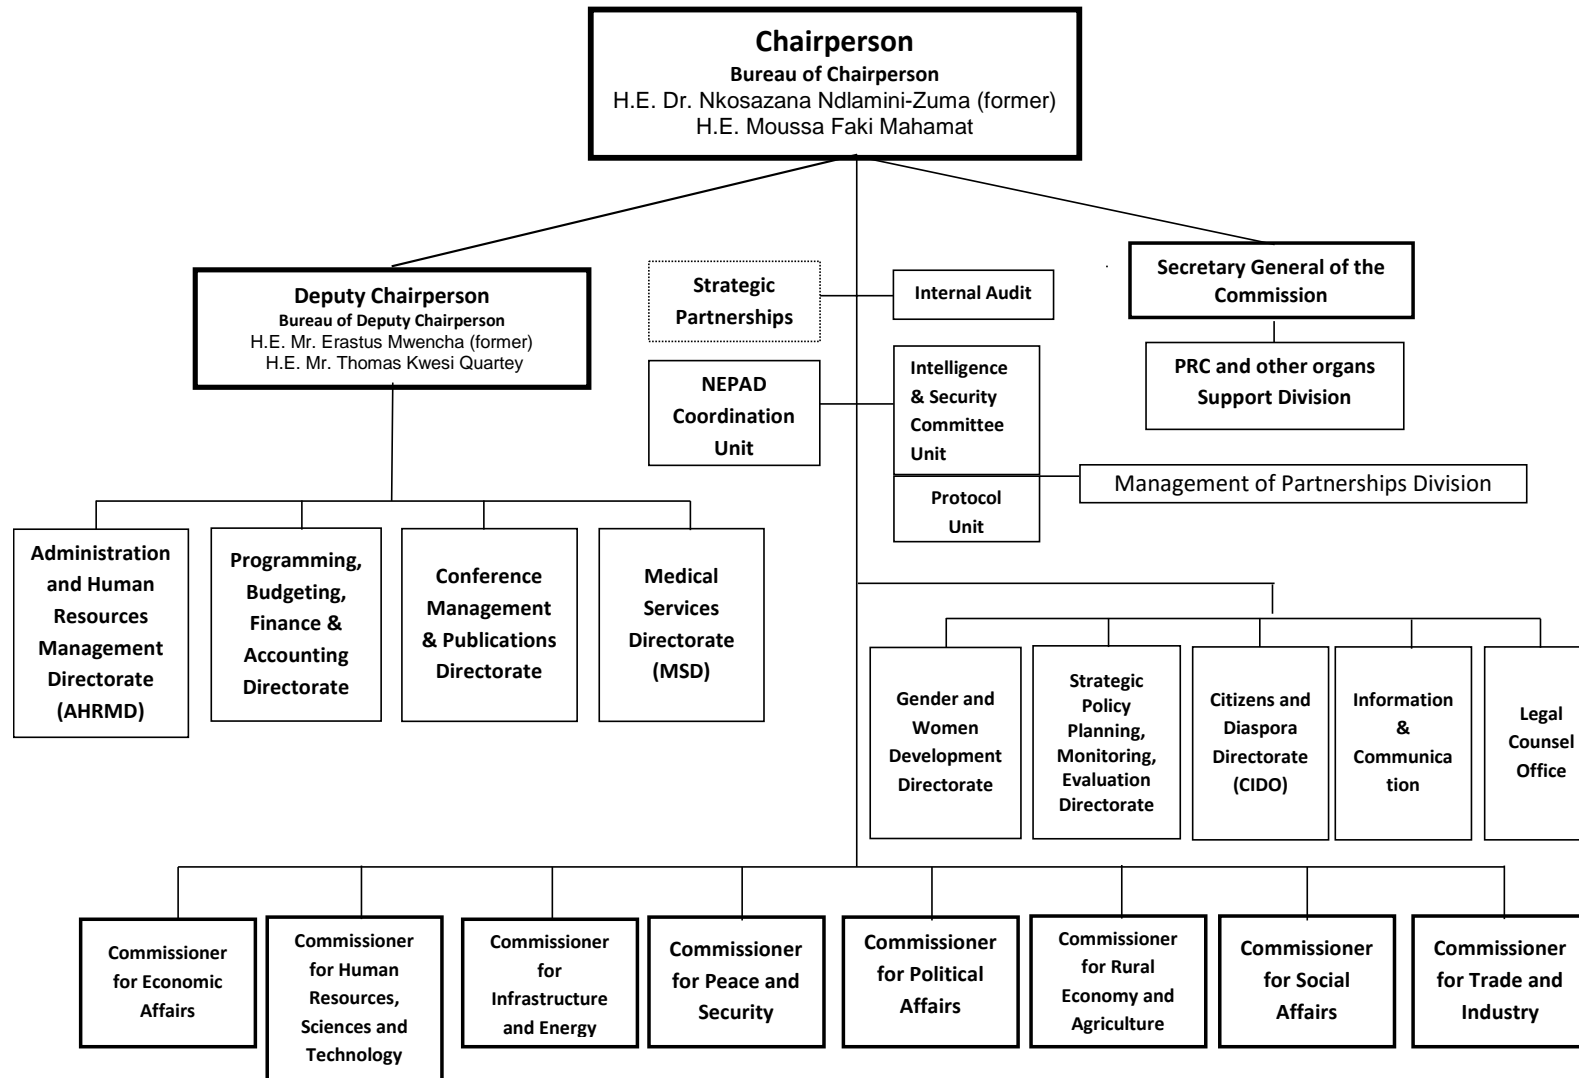 Chairperson
Bureau of Chairperson
H.E. Dr. Nkosazana Ndlamini-Zuma (former)
H.E. Moussa Faki Mahamat
Deputy Chairperson
Bureau of Deputy Chairperson
H.E. Mr. Erastus Mwencha (former)
H.E. Mr. Thomas Kwesi Quartey
Strategic
Partnerships
Internal Audit
Secretary General of the
Commission
NEPAD
Coordination
Unit
Intelligence
& Security
Committee
Unit
PRC and other organs
Support Division
Protocol
Unit
Management of Partnerships Division
Administration
and Human
Resources
Management
Directorate
(AHRMD)
Programming,
Budgeting,
Finance &
Accounting
Directorate
Conference
Management
& Publications
Directorate
Medical
Services
Directorate
(MSD)
Gender and
Women
Development
Directorate
Strategic
Policy
Planning,
Monitoring,
Evaluation
Directorate
Citizens and
Diaspora
Directorate
(CIDO)
Information
&
Communica
tion
Legal
Counsel
Office
Commissioner
for Economic
Affairs
Commissioner
for Human
Resources,
Sciences and
Technology
Commissioner
for
Infrastructure
and Energy
Commissioner
for Peace and
Security
Commissioner
for Political
Affairs
Commissioner
for Rural
Economy and
Agriculture
Commissioner
for Social
Affairs
Commissioner
for Trade and
Industry